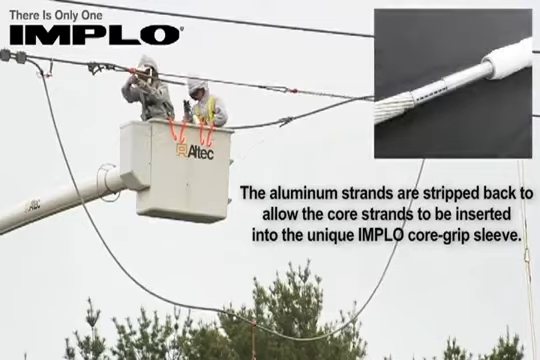 There Is Only One
IMPLO®
Altec
The aluminum strands are stripped back to
allow the core strands to be inserted
into the unique IMPLO core-grip sleeve.